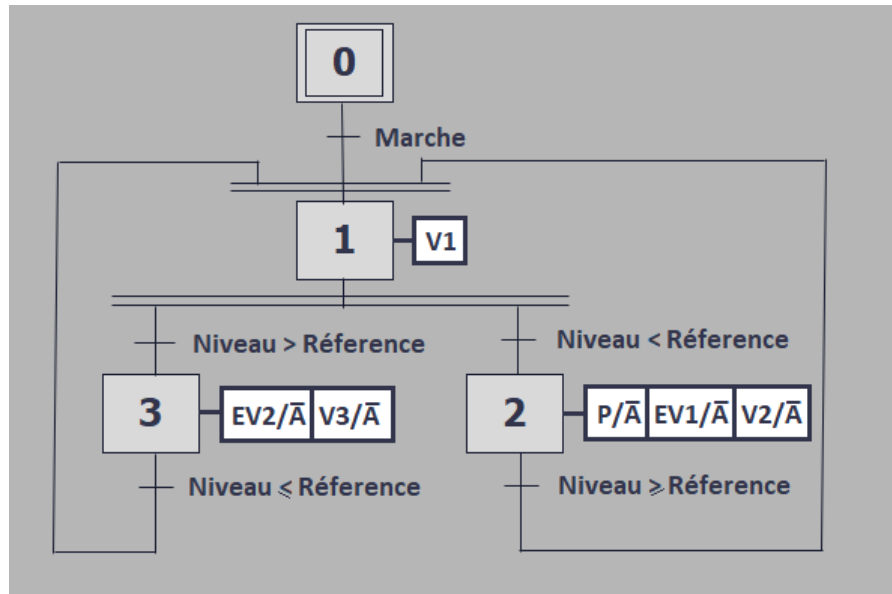 0
Marche
1
V1
Niveau > Réference
Niveau < Réference
3
EV2/A̅
V3/A̅
2
P/A̅
EV1/A̅
V2/A̅
Niveau ⩽ Réference
Niveau ⩾ Réference